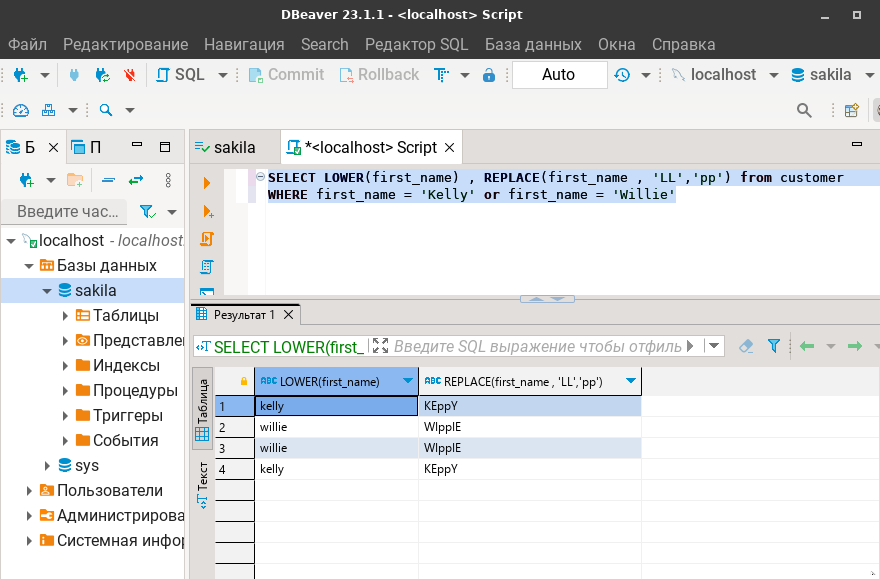 DBeaver 23.1.1 - <localhost> Script
Файл Редактирование Навигация Search Редактор SQL База данных Окна Справка
SQL Commit Rollback Auto localhost sakila
Б П sakila *<localhost> Script
SELECT LOWER(first_name) , REPLACE(first_name , 'LL','pp') from customer
WHERE first_name = 'Kelly' or first_name = 'Willie'
Введите час...
localhost - localhost:
Базы данных
sakila
Таблицы
Представле
Индексы
Процедуры
Триггеры
События
sys
Пользователи
Администрирова
Системная инфор
Результат 1
SELECT LOWER(first_ Введите SQL выражение чтобы отфиль
Таблица
Текст
ABC LOWER(first_name) ABC REPLACE(first_name , 'LL','pp')
1 kelly KEppY
2 willie WIppIE
3 willie WIppIE
4 kelly KEppY